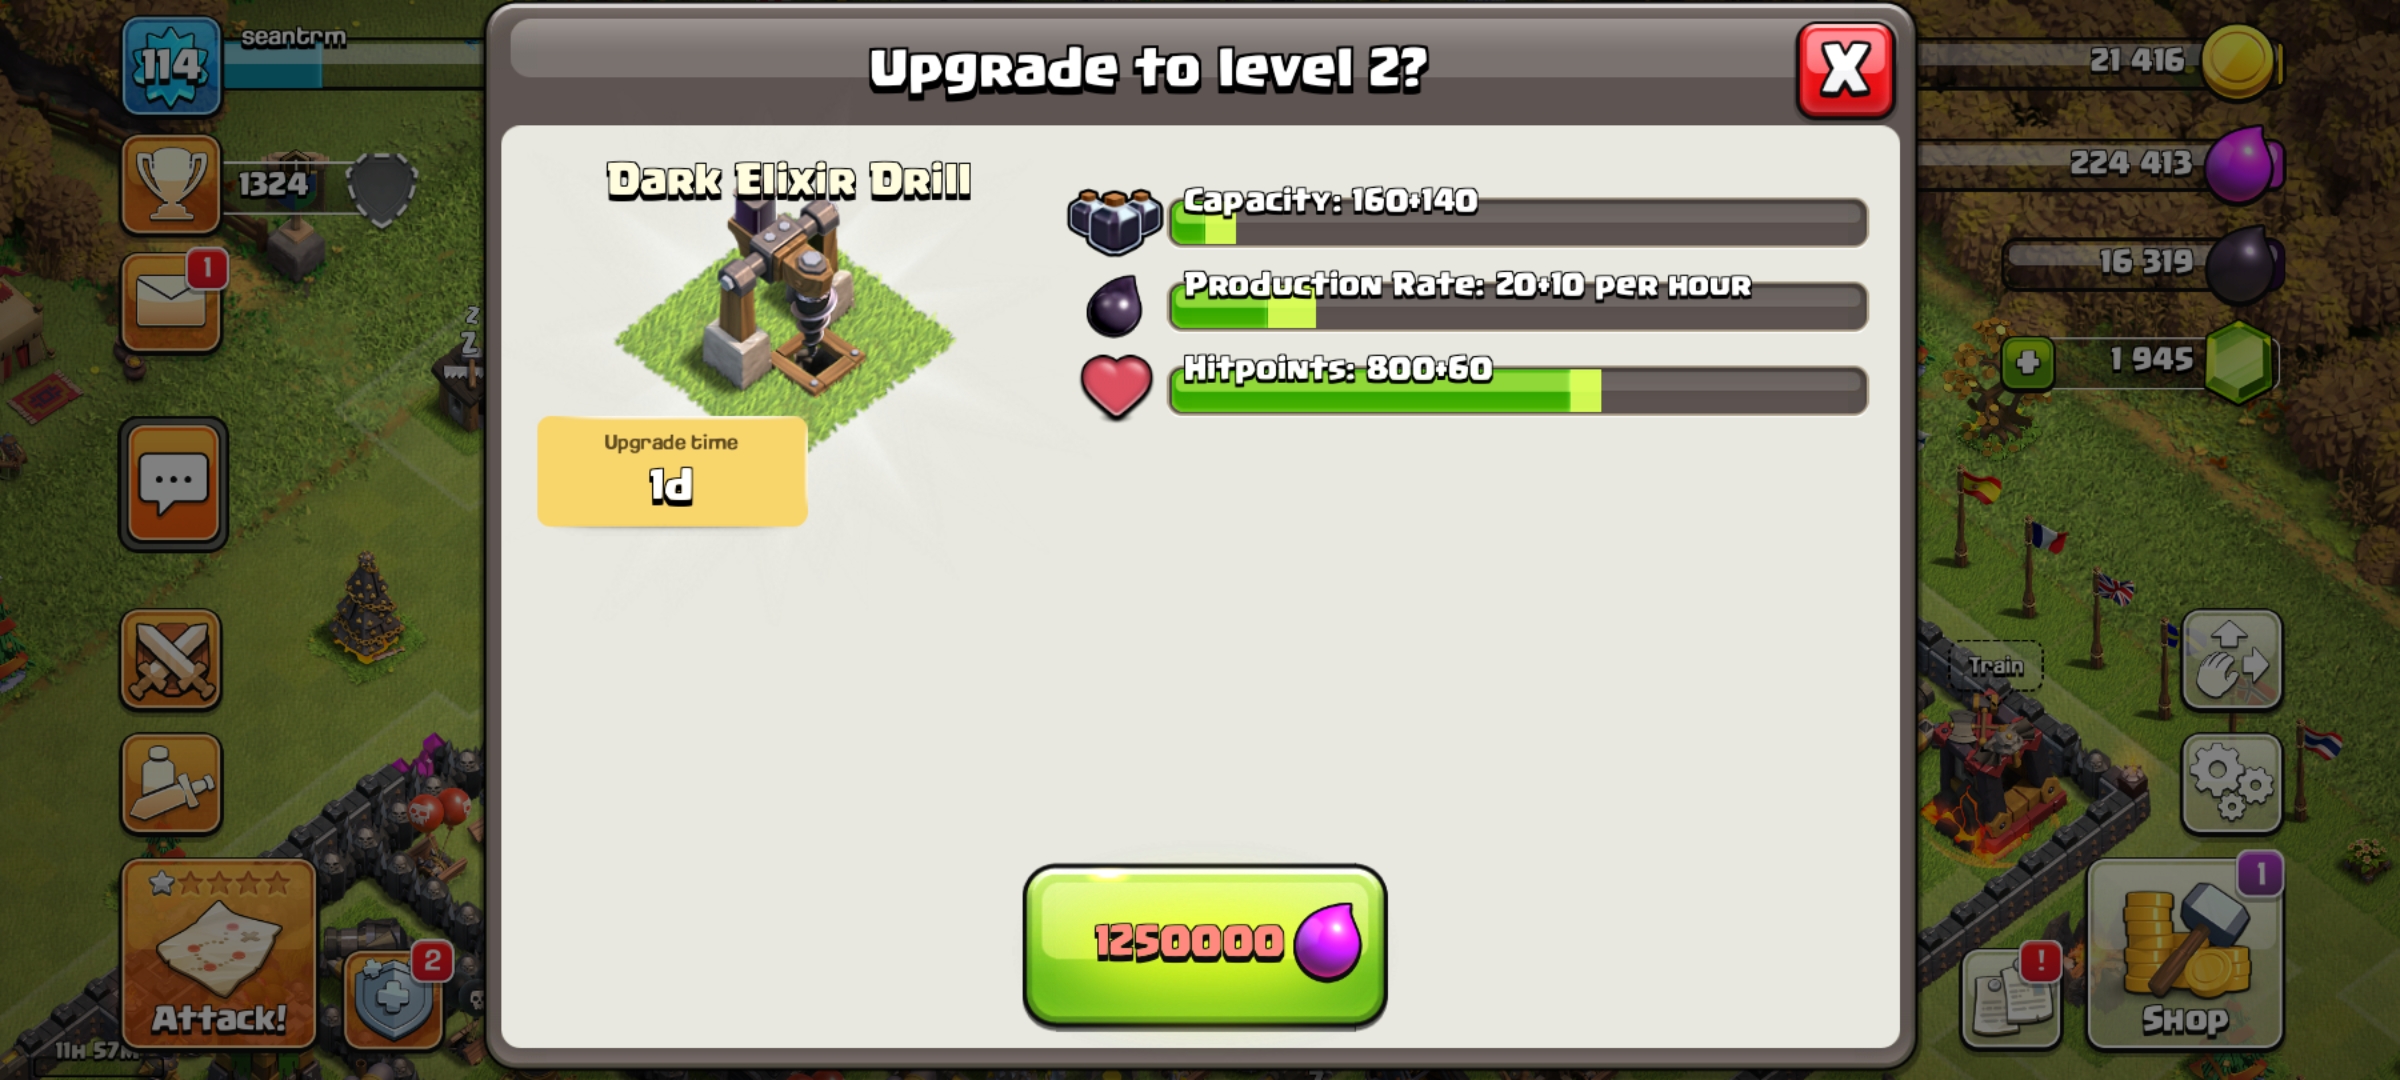 114
seantrm
Upgrade to level 2?
X
21 416
224 413
16 319
1 945
1324
1
Dark Elixir Drill
Capacity: 160+140
Production Rate: 20+10 per hour
Hitpoints: 800+60
Upgrade time
1d
z
Z
Train
1250000
2
Attack!
11H 57M
!
1
Shop